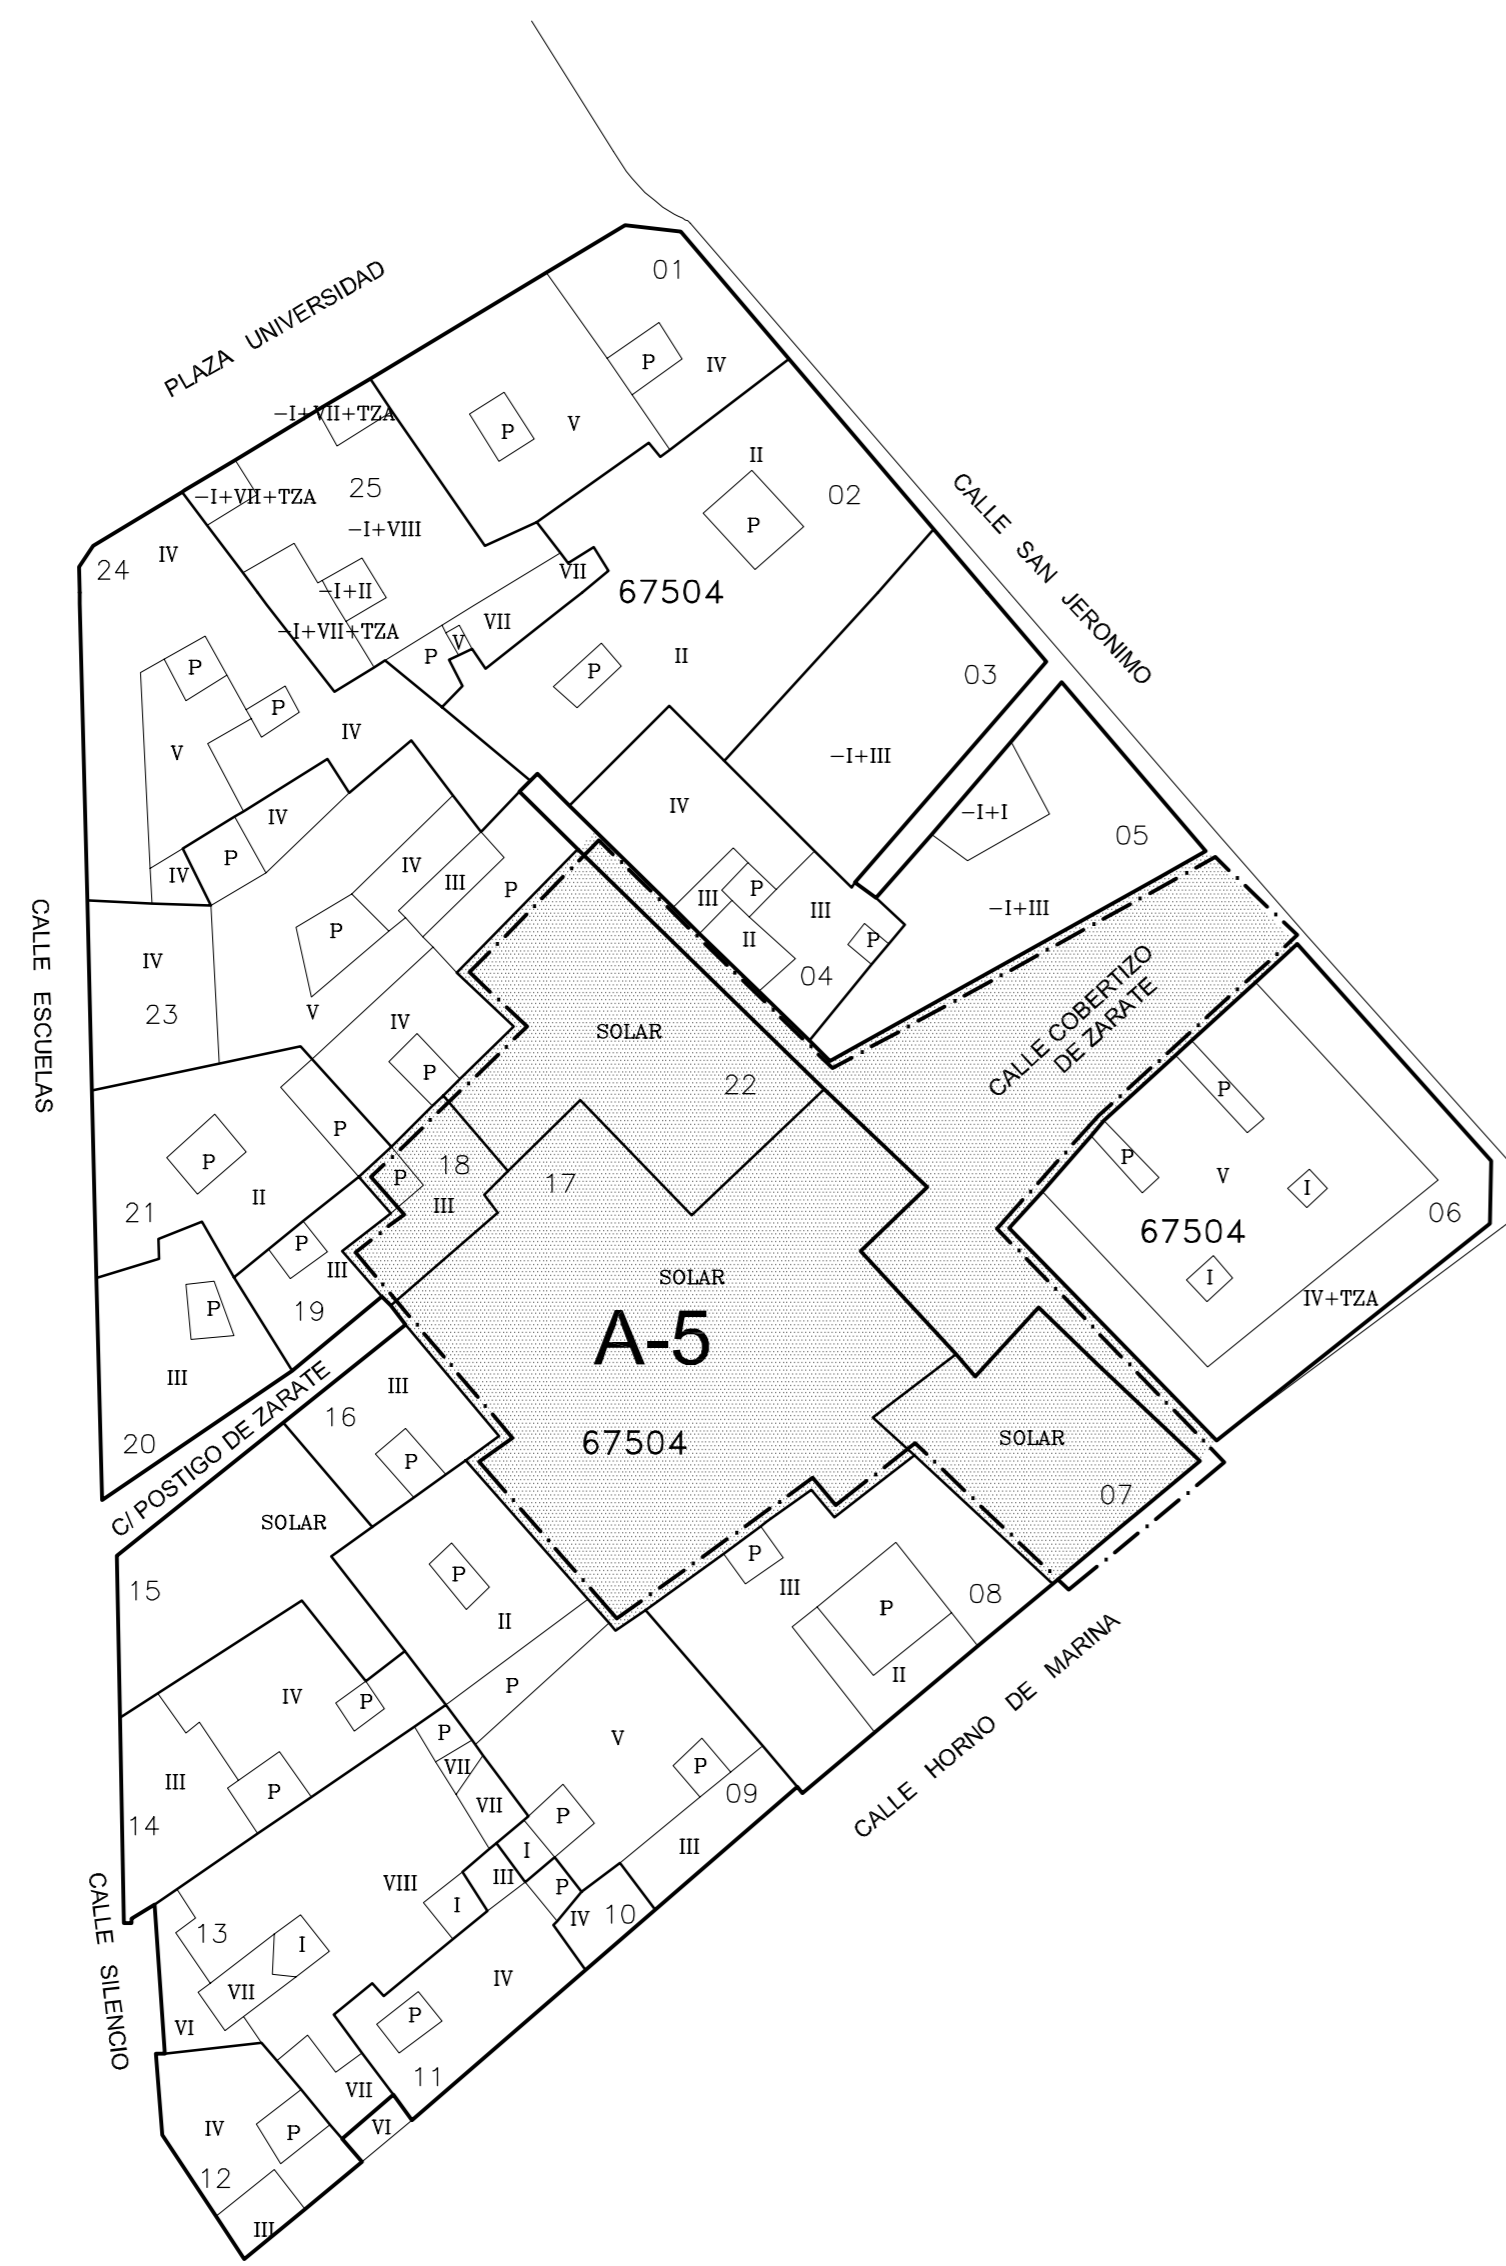 01
PLAZA UNIVERSIDAD
P
IV
-I+VII+TZA
V
P
II
-I+VII+TZA
25
02
CALLE SAN JERONIMO
-I+VIII
P
IV
24
VII
-I+II
67504
VII
-I+VII+TZA
V
P
II
P
P
03
P
IV
V
-I+III
IV
IV
-I+I
05
P
IV
IV
III
P
P
III
-I+III
III
P
II
P
CALLE ESCUELAS
IV
04
23
V
IV
SOLAR
CALLE COBERTIZO
DE ZARATE
P
22
P
P
P
P
18
P
V
17
I
II
III
21
06
67504
P
III
SOLAR
I
P
19
IV+TZA
A-5
III
C/ POSTIGO DE ZARATE
III
16
20
67504
SOLAR
P
07
SOLAR
P
15
P
III
08
P
II
II
P
IV
P
CALLE HORNO DE MARINA
V
P
VII
P
III
P
09
VII
P
14
I
III
CALLE SILENCIO
VIII
III
P
I
IV
10
13
I
IV
VII
P
VI
11
VII
IV
P
VI
12
III